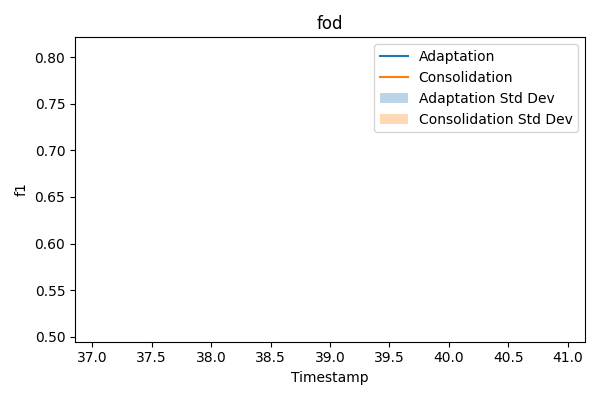 fod
0.80
0.75
0.70
0.65
0.60
0.55
0.50
f1
Adaptation
Consolidation
Adaptation Std Dev
Consolidation Std Dev
37.0 37.5 38.0 38.5 39.0 39.5 40.0 40.5 41.0
Timestamp